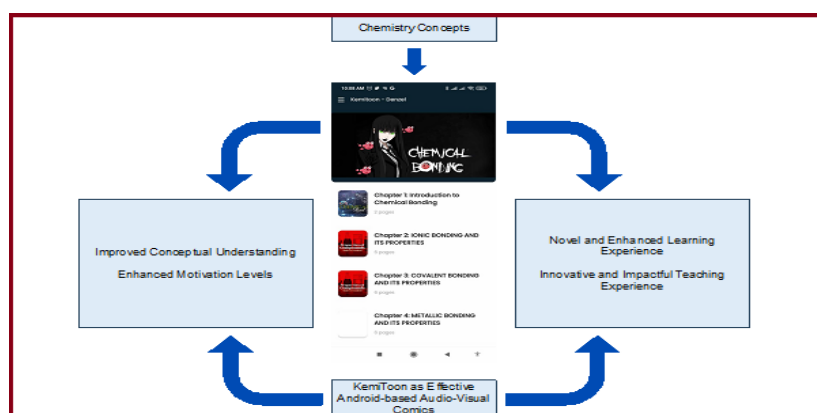 Chemistry Concepts
KemiToon - Denzel
CHEMICAL
BONDING
Chapter 1: Introduction to
Chemical Bonding
Chapter 2: IONIC BONDING AND
ITS PROPERTIES
Chapter 3: COVALENT BONDING
AND ITS PROPERTIES
Chapter 4: METALLIC BONDING
AND ITS PROPERTIES
Improved Conceptual Understanding
Enhanced Motivation Levels
Novel and Enhanced Learning
Experience
Innovative and Impactful Teaching
Experience
KemiToon as Effective
Android-based Audio-Visual
Comics